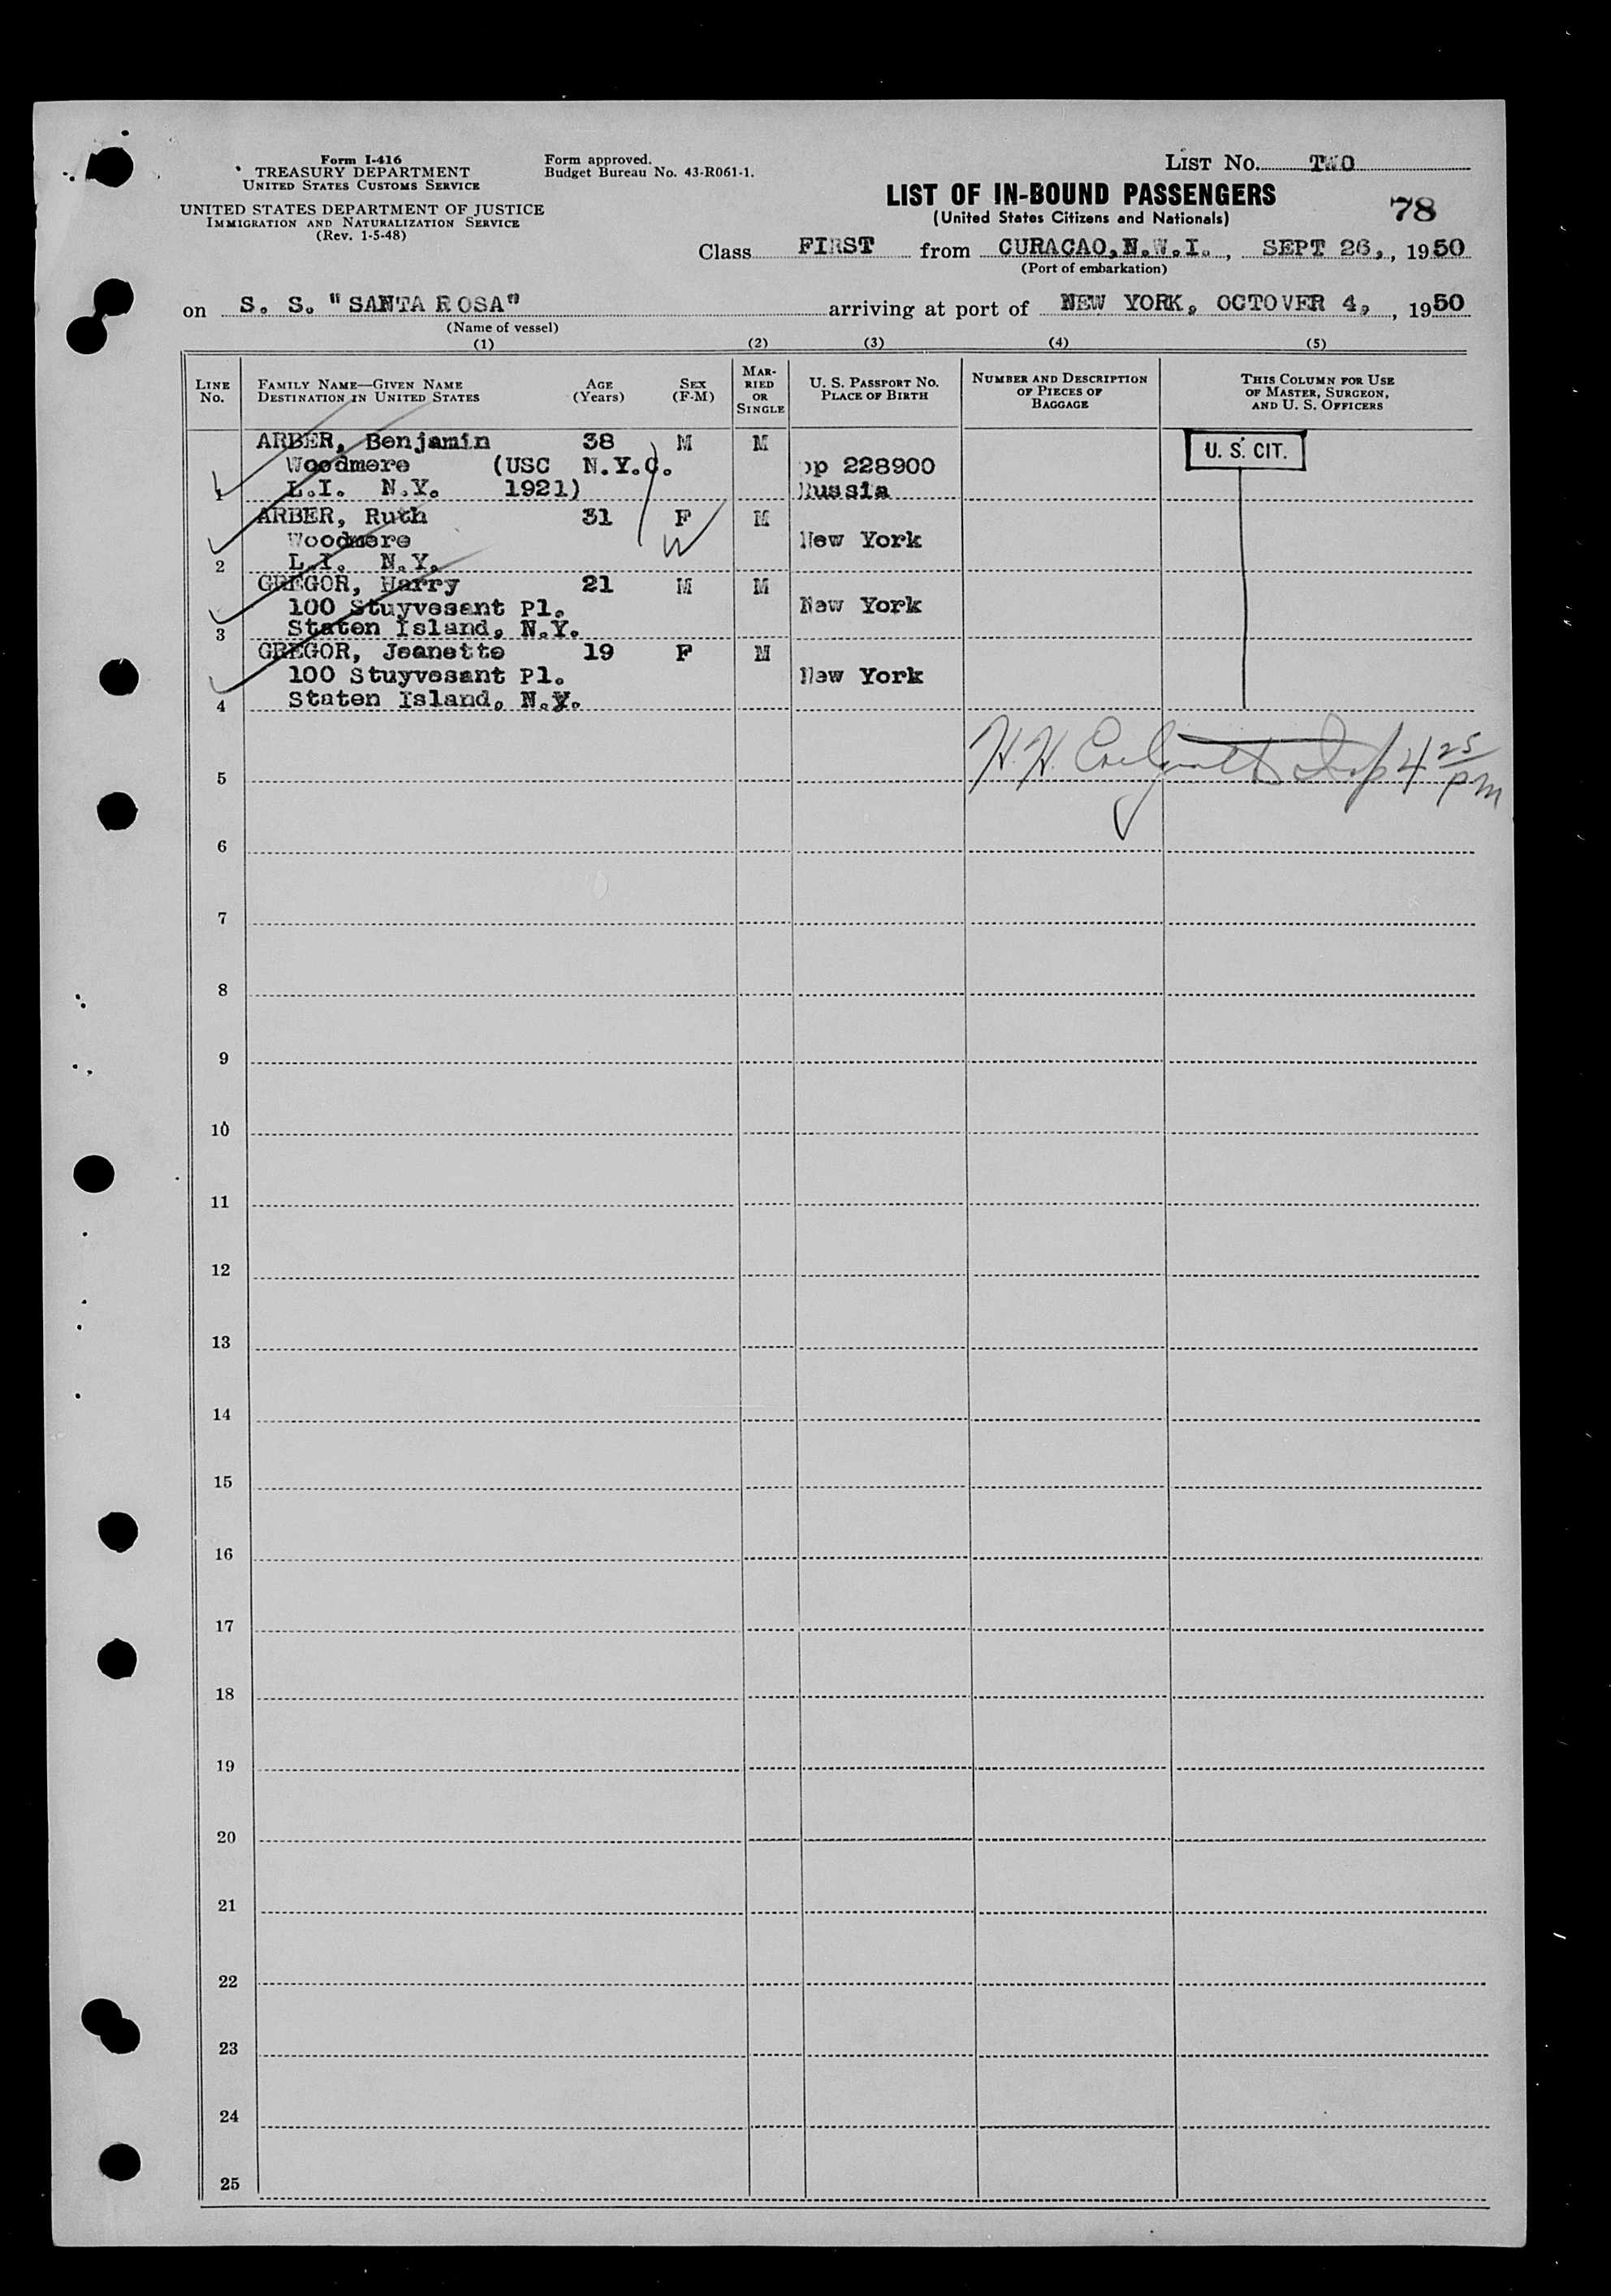 Form I-416
TREASURY DEPARTMENT
UNITED STATES CUSTOMS SERVICE
UNITED STATES DEPARTMENT OF JUSTICE
IMMIGRATION AND NATURALIZATION SERVICE
(Rev. 1-5-48)
Form approved.
Budget Bureau No. 43-R061-1.
LIST No. TWO
LIST OF IN-BOUND PASSENGERS
(United States Citizens and Nationals)
78
Class FIRST from CURACAO, N.W.I., SEPT 26, , 1950
(Port of embarkation)
on S. S. "SANTA ROSA" arriving at port of NEW YORK, OCTOVER 4, , 1950
(Name of vessel)
(1) (2) (3) (4) (5)
LINE No. FAMILY NAME—GIVEN NAME DESTINATION IN UNITED STATES AGE (Years) SEX (F-M) MARRIED OR SINGLE U. S. PASSPORT No. PLACE OF BIRTH NUMBER AND DESCRIPTION OF PIECES OF BAGGAGE THIS COLUMN FOR USE OF MASTER, SURGEON, AND U. S. OFFICERS
ARBER, Benjamin 38 M M U. S. CIT.
Woodmere (USC N.Y.C. pp 228900
1 L.I. N.Y. 1921) Russia
ARBER, Ruth 31 F M
Woodmere W New York
2 L.I. N.Y.
GREGOR, Harry 21 M M
100 Stuyvesant Pl. New York
3 Staten Island, N.Y.
GREGOR, Jeanette 19 F M
100 Stuyvesant Pl. New York
4 Staten Island, N.Y.
H. H. 4 25 pm
5
6
7
8
9
10
11
12
13
14
15
16
17
18
19
20
21
22
23
24
25